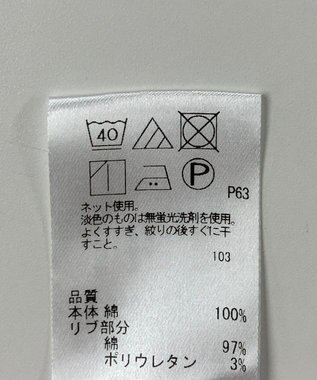 40
P
P63
ネット使用。
淡色のものは無蛍光洗剤を使用。
よくすすぎ、絞りの後すぐに干
すこと。
103
品質
本体 綿 100%
リブ部分
綿 97%
ポリウレタン 3%